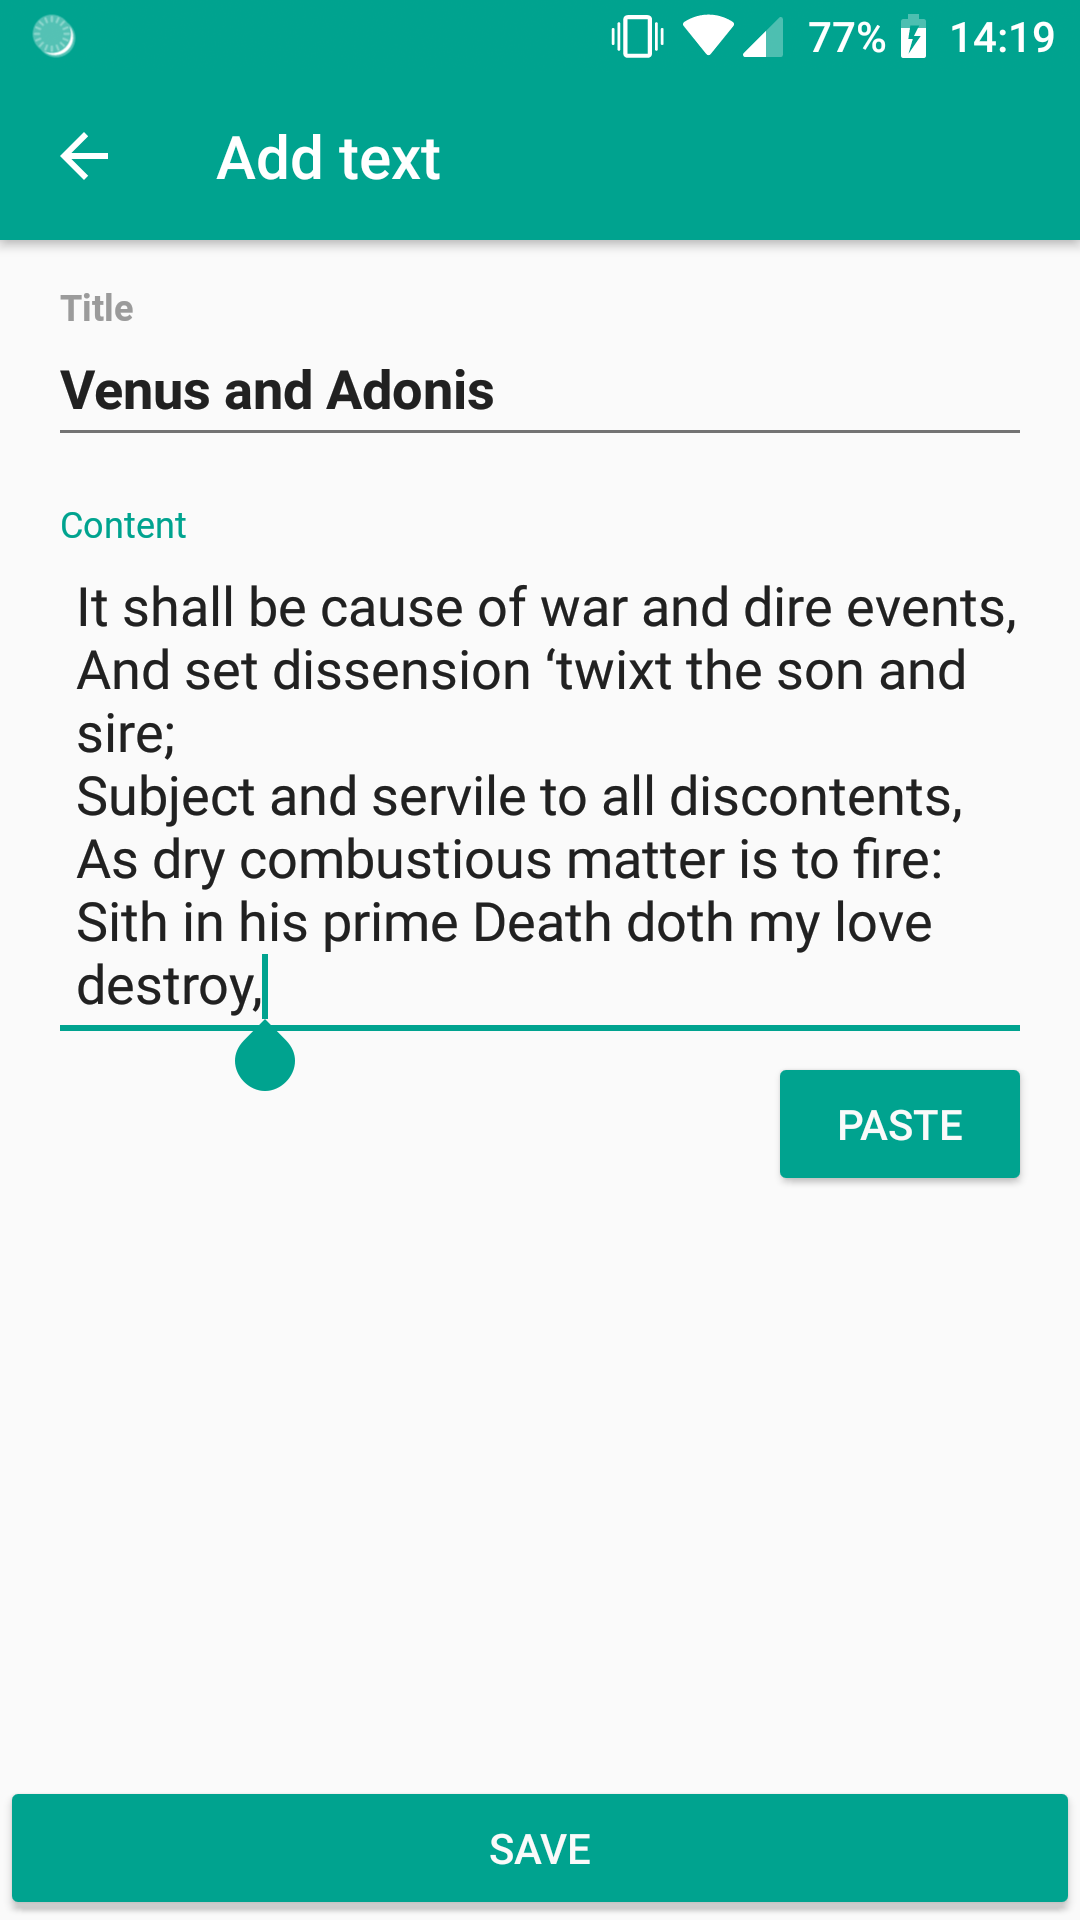 77% 14:19
Add text
Title
Venus and Adonis
Content
It shall be cause of war and dire events,
And set dissension ‘twixt the son and
sire;
Subject and servile to all discontents,
As dry combustious matter is to fire:
Sith in his prime Death doth my love
destroy,
PASTE
SAVE